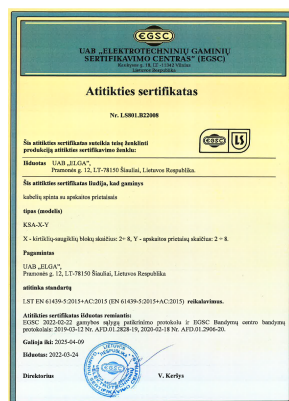 EGSC
UAB „ELEKTROTECHNINIŲ GAMINIŲ
SERTIFIKAVIMO CENTRAS" (EGSC)
Lietuvos Respublika
Atitikties sertifikatas
Nr. LS801.B22008
Šis atitikties sertifikatas suteikia teisę ženklinti
produkciją atitikties sertifikavimo ženklu:
EGSC LS
Išduotas UAB „ELGA",
Pramonės g. 12, LT-78150 Šiauliai, Lietuvos Respublika.
Šis atitikties sertifikatas liudija, kad gaminys
kabelių spinta su apskaitos prietaisais
tipas (modelis)
KSA-X-Y
X - kirtiklių-saugiklių blokų skaičius: 2÷ 8, Y - apskaitos prietaisų skaičius: 2 ÷ 8.
Pagamintas
UAB „ELGA",
Pramonės g. 12, LT-78150 Šiauliai, Lietuvos Respublika
atitinka standartų
LST EN 61439-5:2015+AC:2015 (EN 61439-5:2015+AC:2015) reikalavimus.
Atitikties sertifikatas išduotas remiantis:
EGSC 2022-02-22 gamybos sąlygų patikrinimo protokolu ir EGSC Bandymų centro bandymų
protokolais: 2019-03-12 Nr. AFD.01.2828-19, 2020-02-18 Nr. AFD.01.2906-20.
Galioja iki: 2025-04-09
Išduotas: 2022-03-24
Direktorius V. Keršys